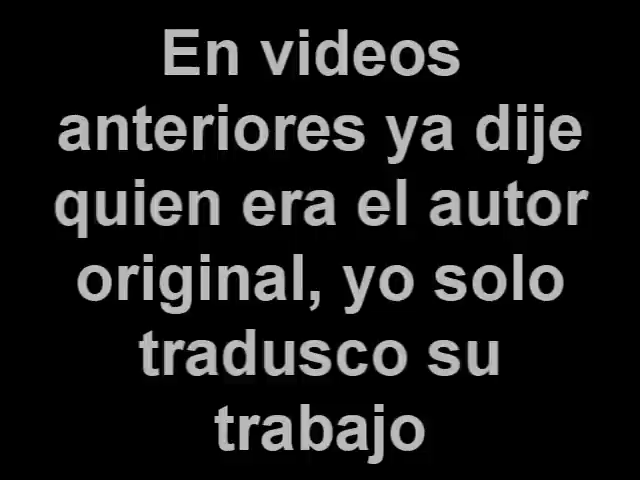 En videos
anteriores ya dije
quien era el autor
original, yo solo
tradusco su
trabajo